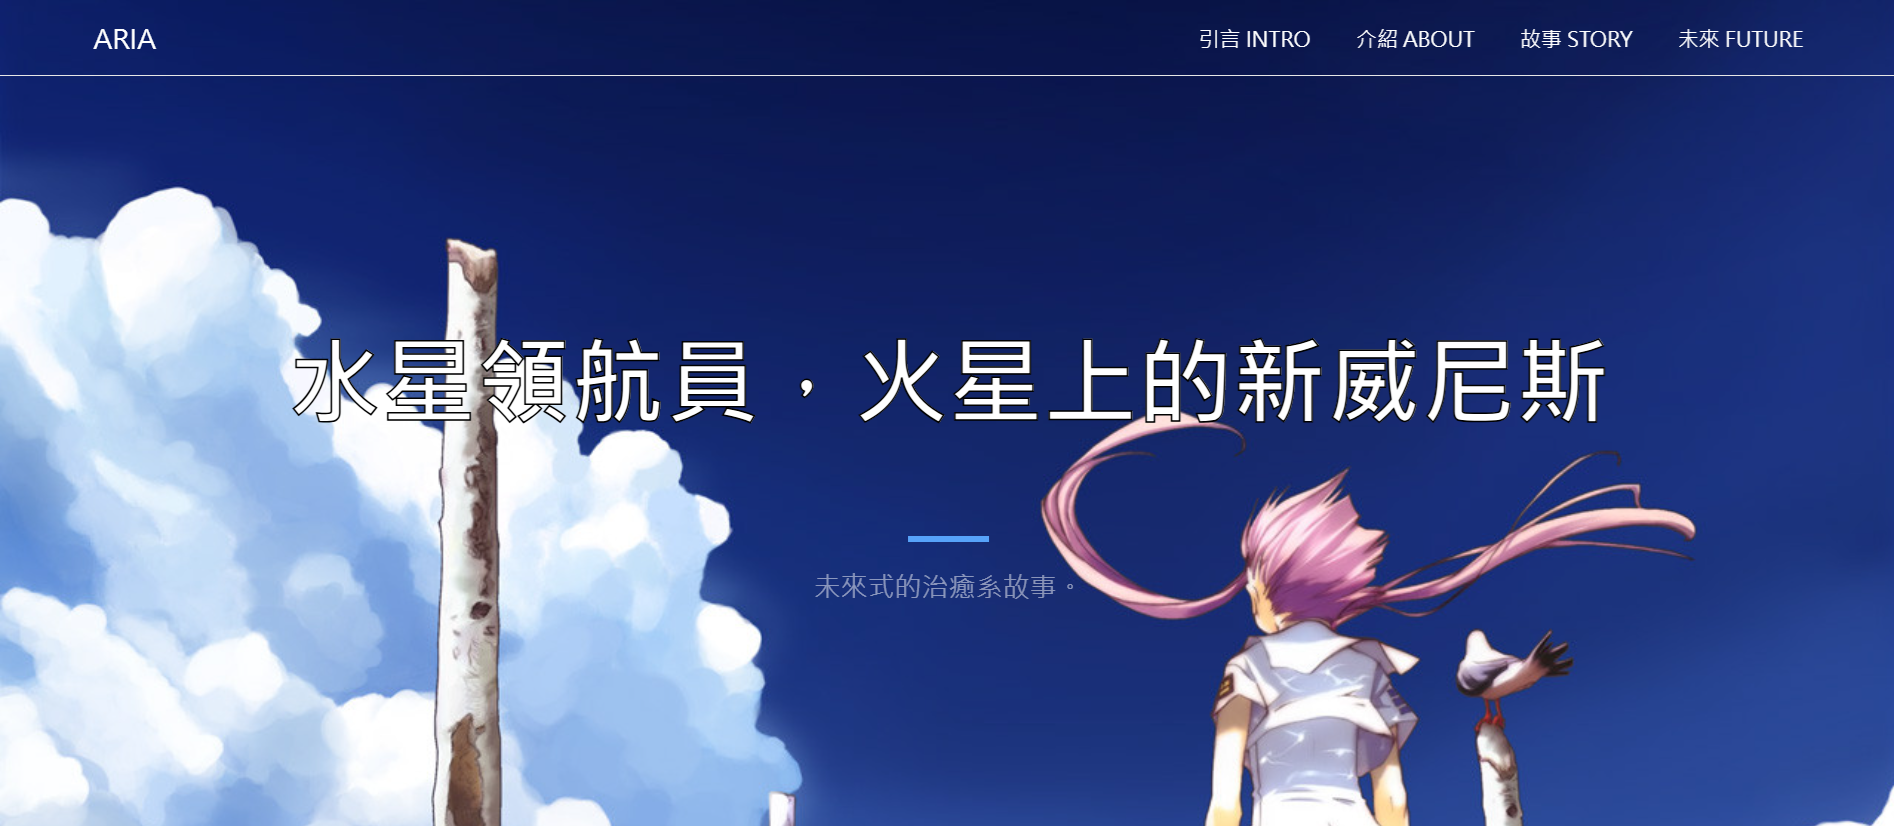 ARIA
引言 INTRO
介紹 ABOUT
故事 STORY
未來 FUTURE
水星領航員，火星上的新威尼斯
未來式的治癒系故事。